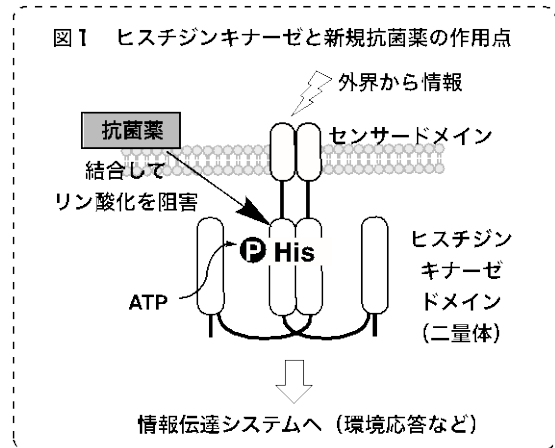 図1 ヒスチジンキナーゼと新規抗菌薬の作用点
外界から情報
抗菌薬
センサードメイン
結合して
リン酸化を阻害
P His
ヒスチジン
キナーゼ
ドメイン
(二量体)
ATP
情報伝達システムへ(環境応答など)